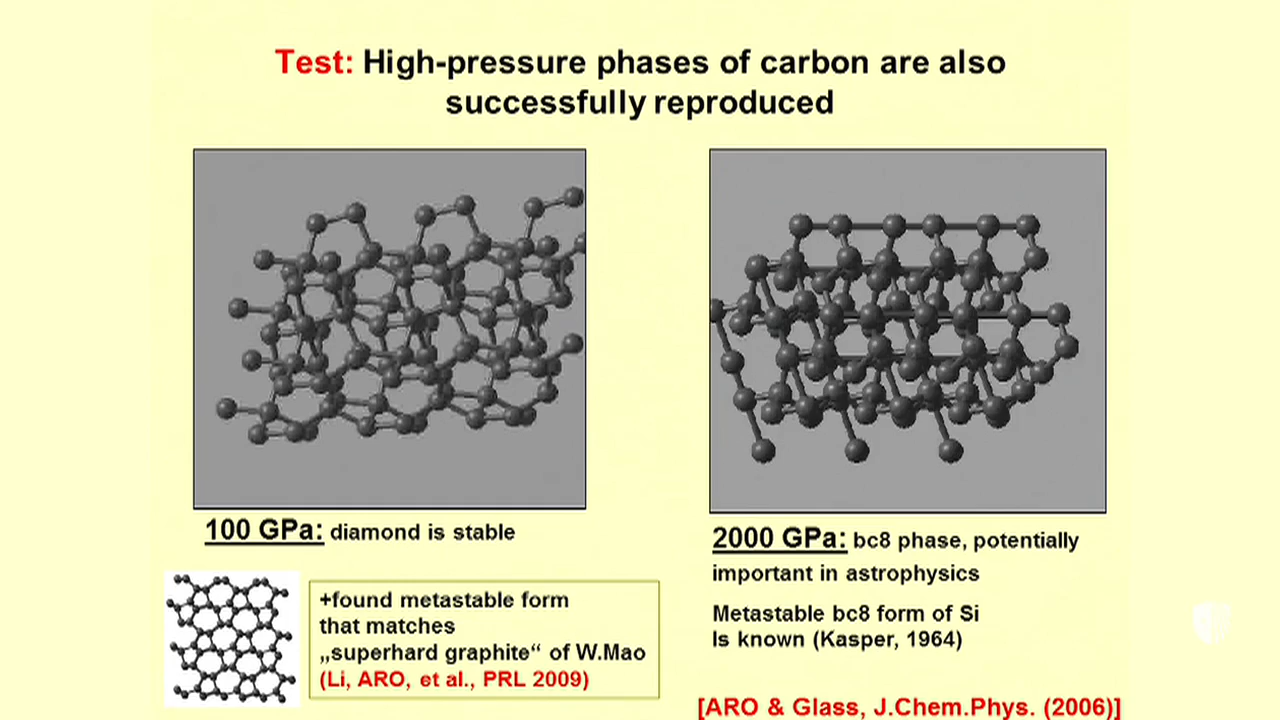 Test: High-pressure phases of carbon are also
successfully reproduced
100 GPa: diamond is stable
+found metastable form
that matches
„superhard graphite“ of W.Mao
(Li, ARO, et al., PRL 2009)
2000 GPa: bc8 phase, potentially
important in astrophysics
Metastable bc8 form of Si
Is known (Kasper, 1964)
[ARO & Glass, J.Chem.Phys. (2006)]